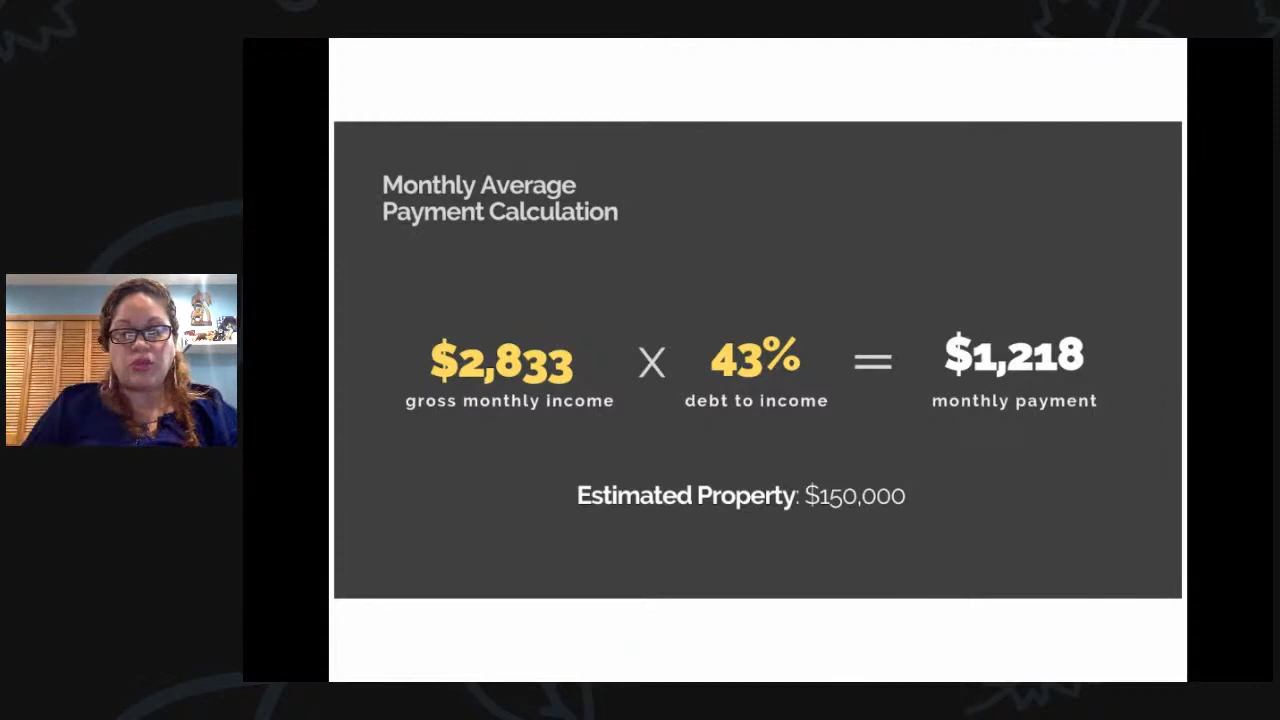 Monthly Average
Payment Calculation
$2,833 X 43% = $1,218
gross monthly income debt to income monthly payment
Estimated Property: $150,000